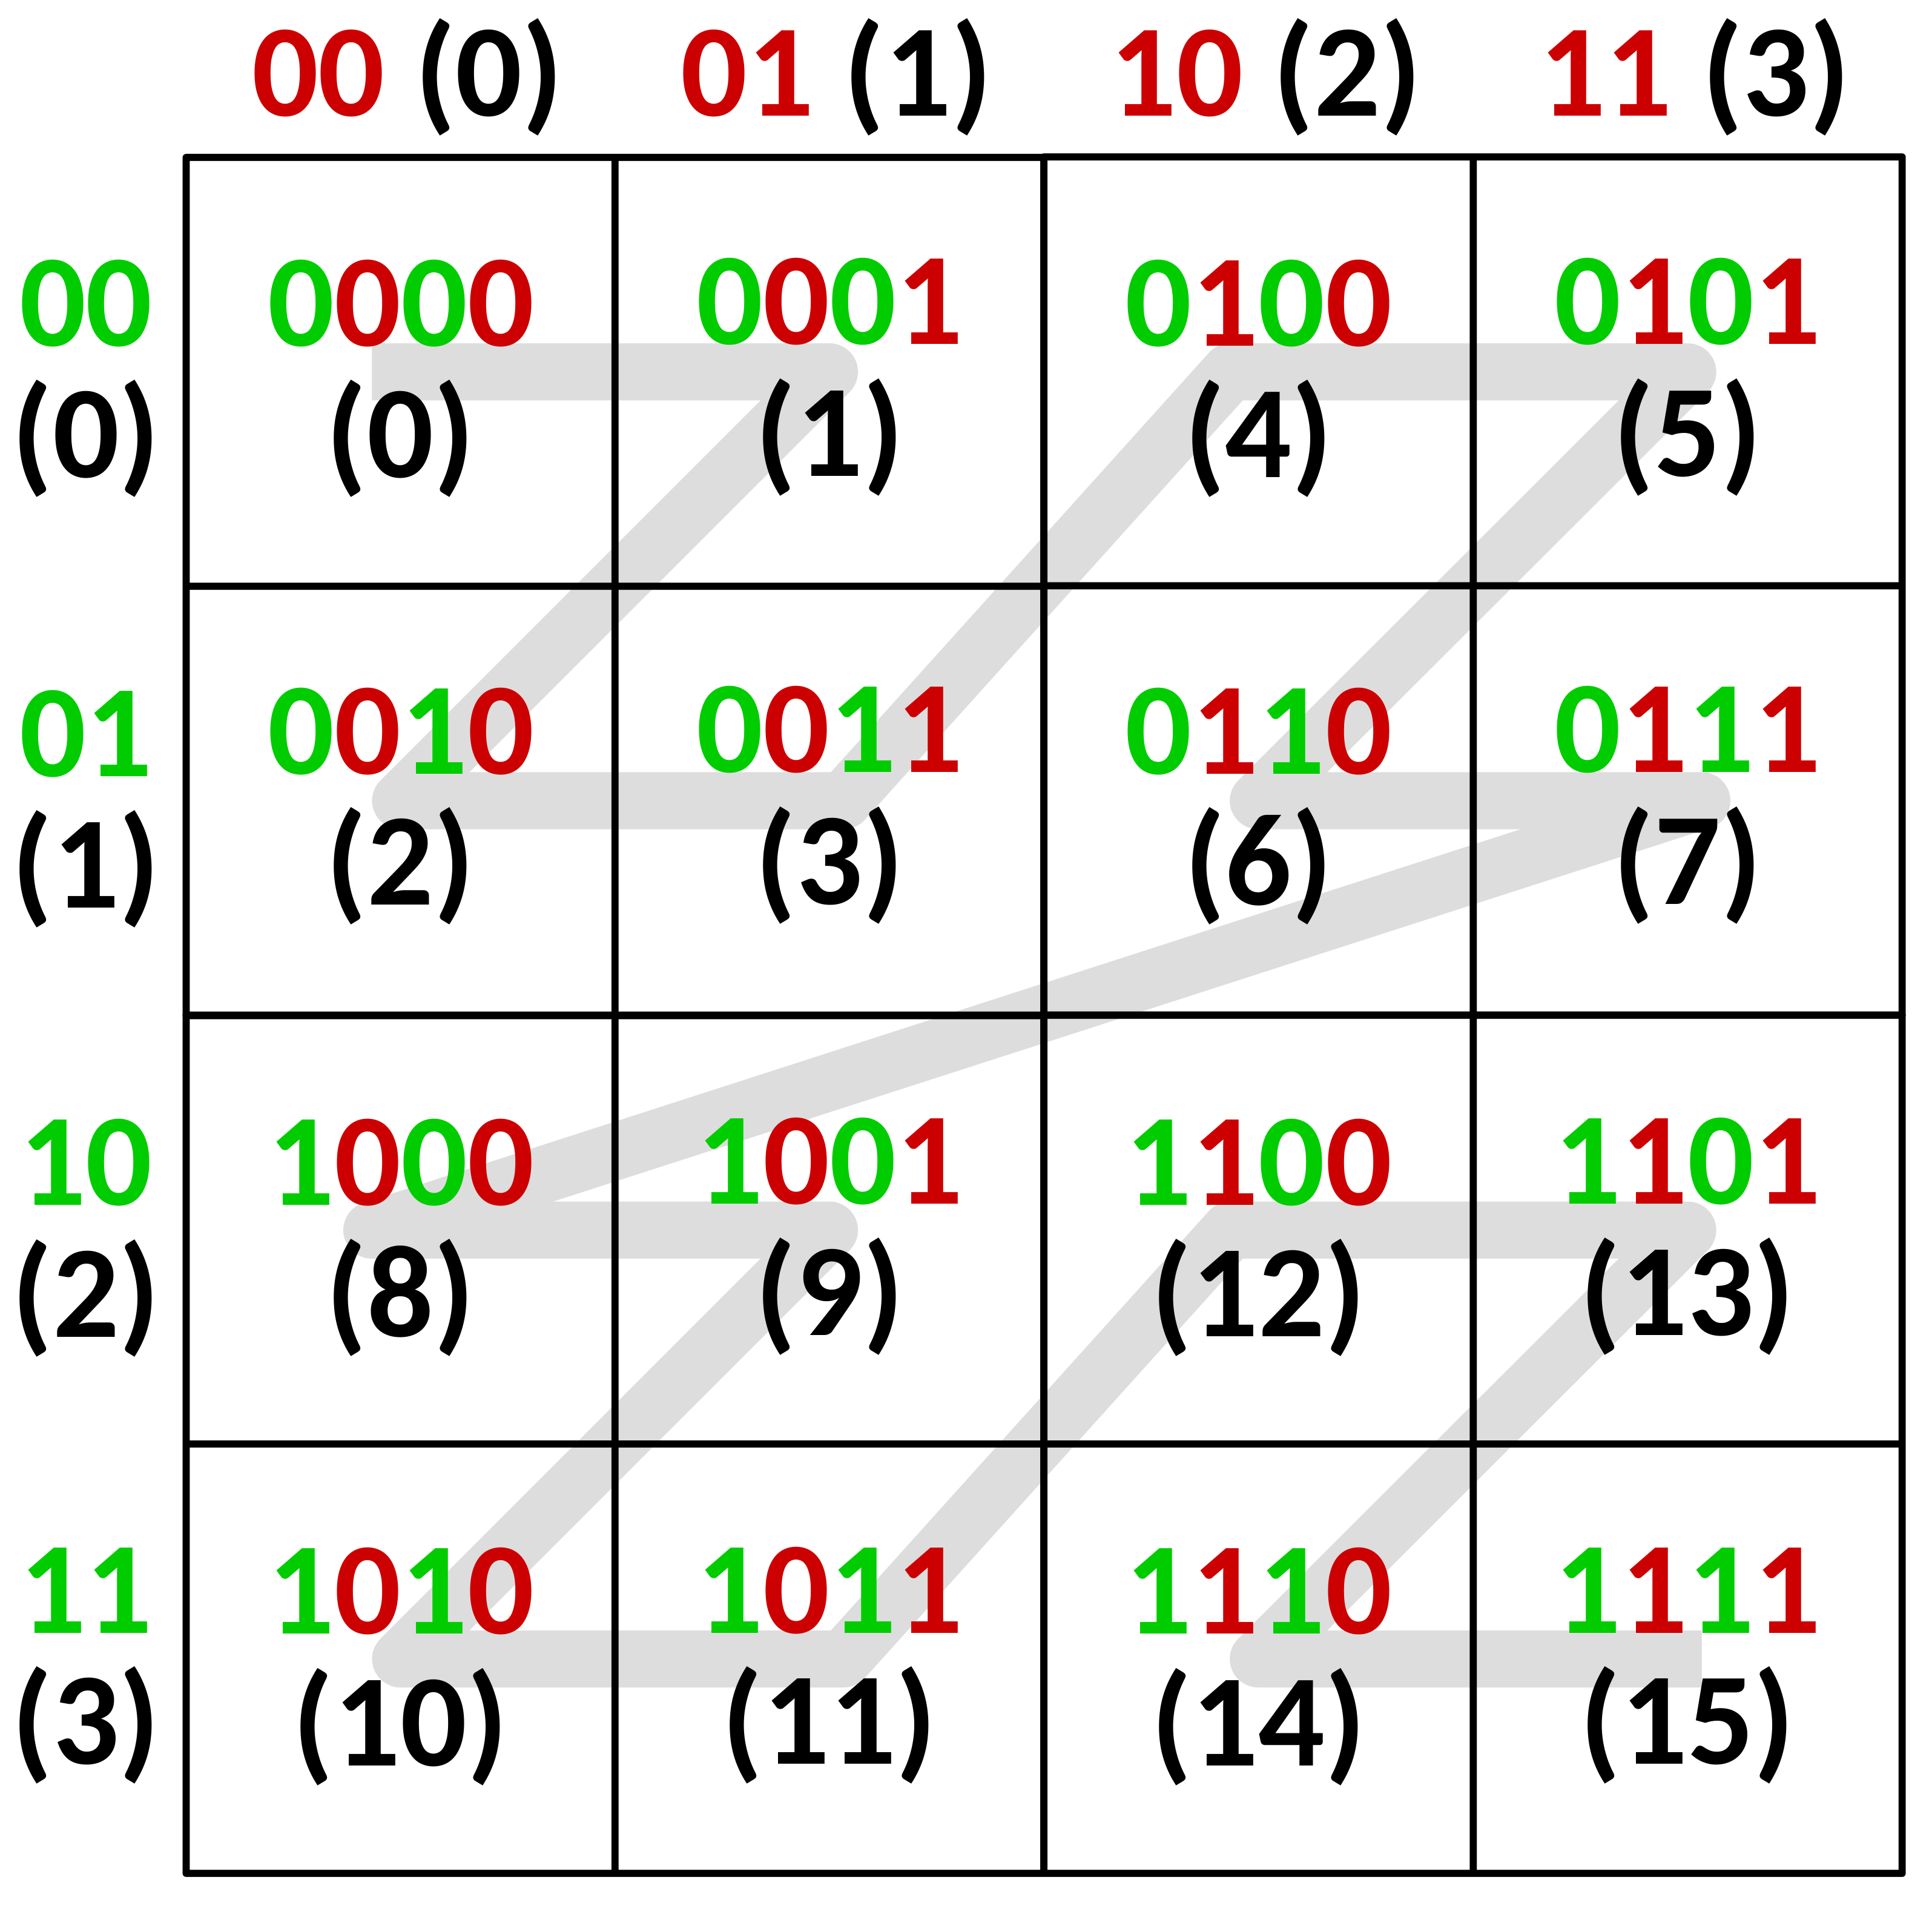 00 (0) 01 (1) 10 (2) 11 (3)
00 0000 0001 0100 0101
(0) (0) (1) (4) (5)
01 0010 0011 0110 0111
(1) (2) (3) (6) (7)
10 1000 1001 1100 1101
(2) (8) (9) (12) (13)
11 1010 1011 1110 1111
(3) (10) (11) (14) (15)